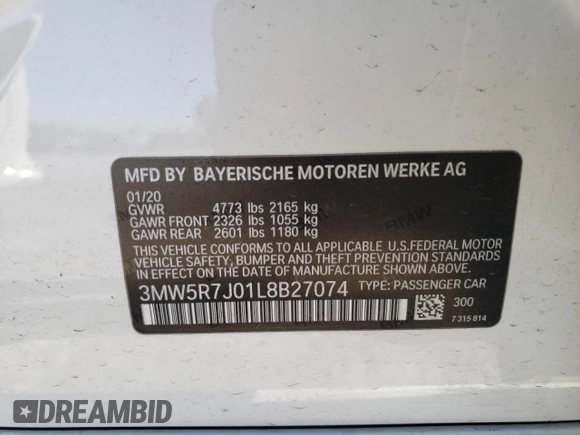 MFD BY BAYERISCHE MOTOREN WERKE AG
01/20
GVWR 4773 lbs 2165 kg
GAWR FRONT 2326 lbs 1055 kg
GAWR REAR 2601 lbs 1180 kg
THIS VEHICLE CONFORMS TO ALL APPLICABLE U.S.FEDERAL MOTOR
VEHICLE SAFETY, BUMPER AND THEFT PREVENTION STANDARDS
IN EFFECT ON THE DATE OF MANUFACTURE SHOWN ABOVE.
3MW5R7J01L8B27074 TYPE: PASSENGER CAR
300
7 315 814
DREAMBID